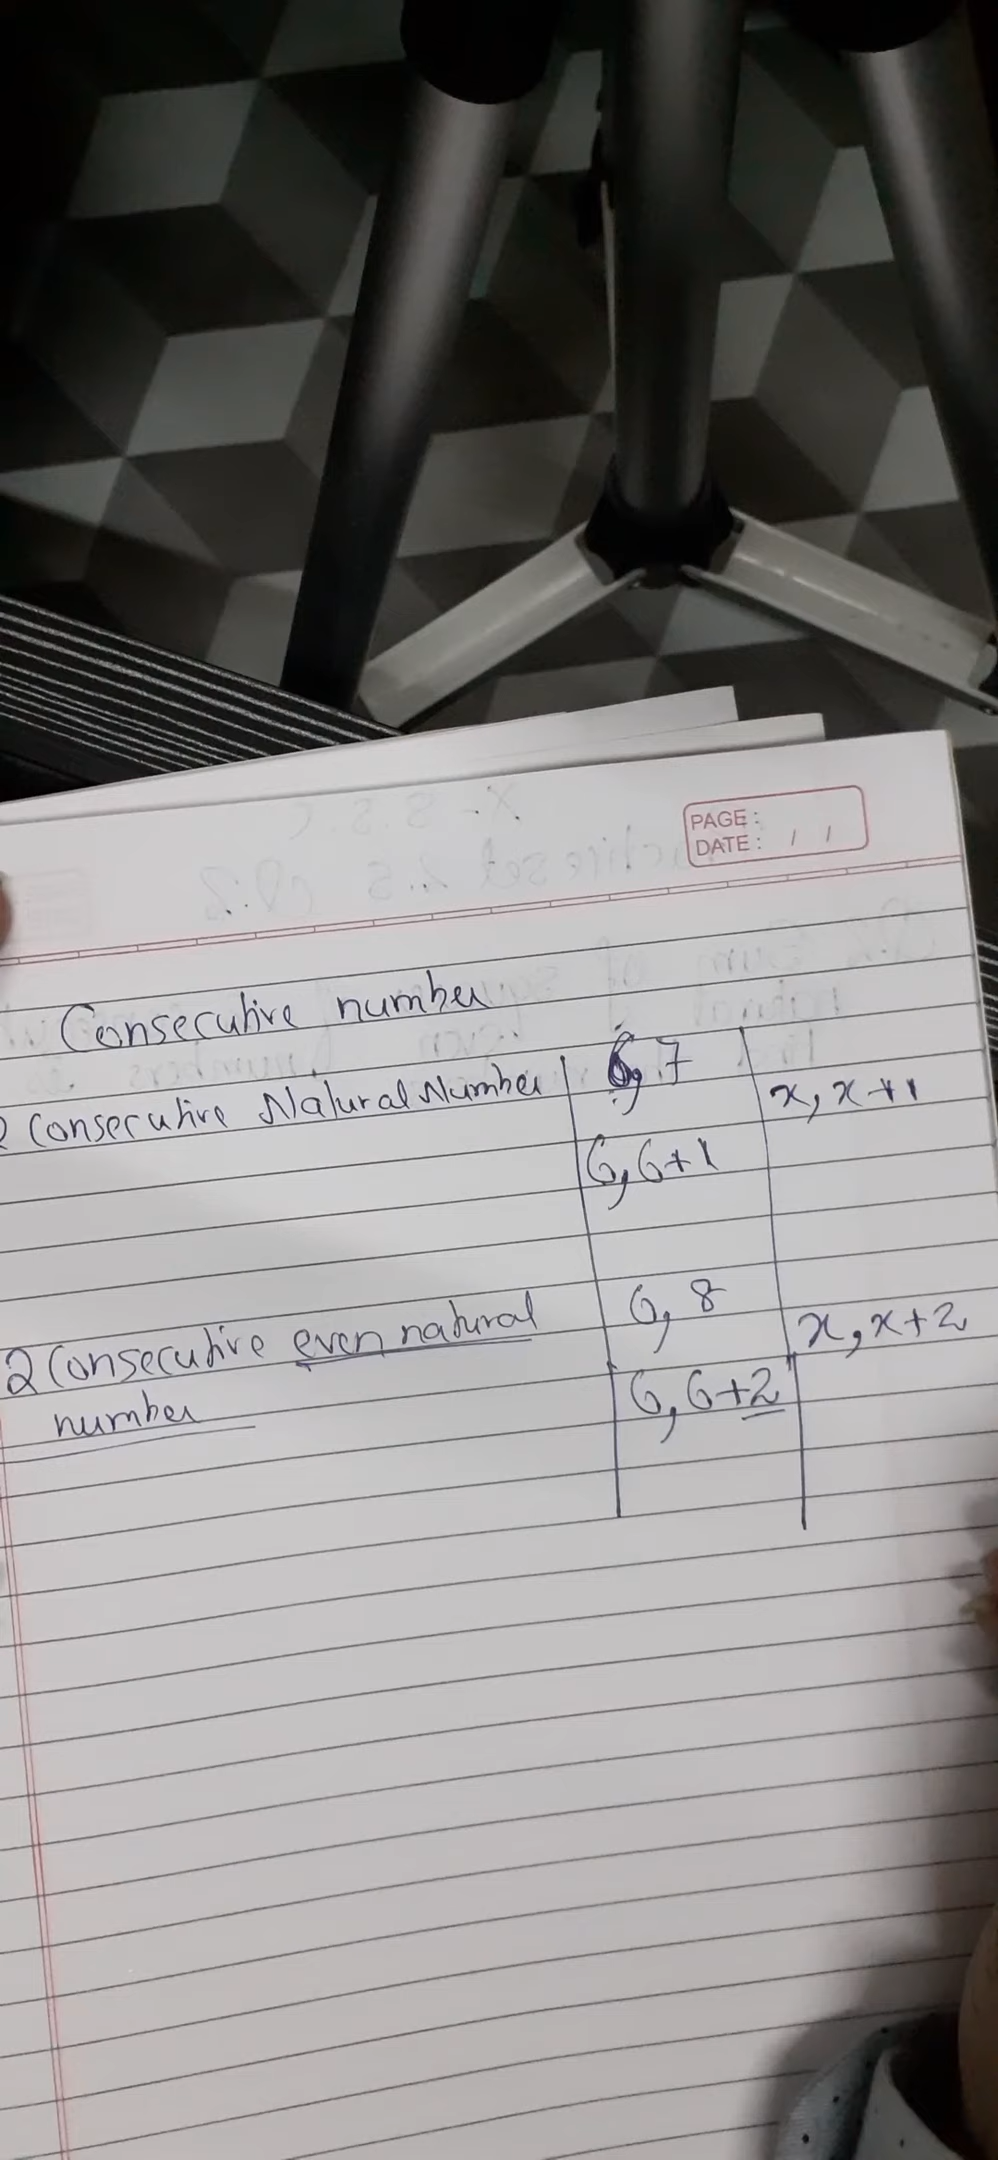 PAGE:
DATE: / /
Consecutive number
2 Consecutive Natural Number 6, 7 x, x+1
6, 6+1
2 Consecutive even natural 6, 8 x, x+2
number 6, 6+2